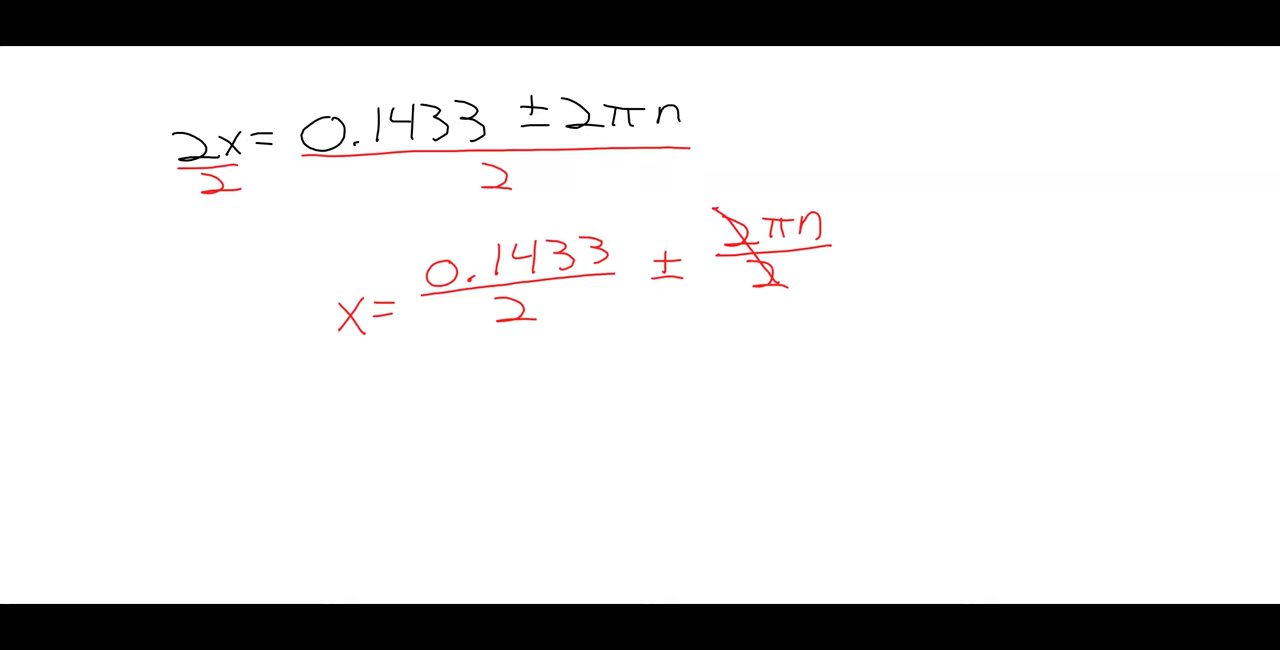 2x = 0.1433 ± 2πn
2 2
x = 0.1433 ± 2πn
2 2